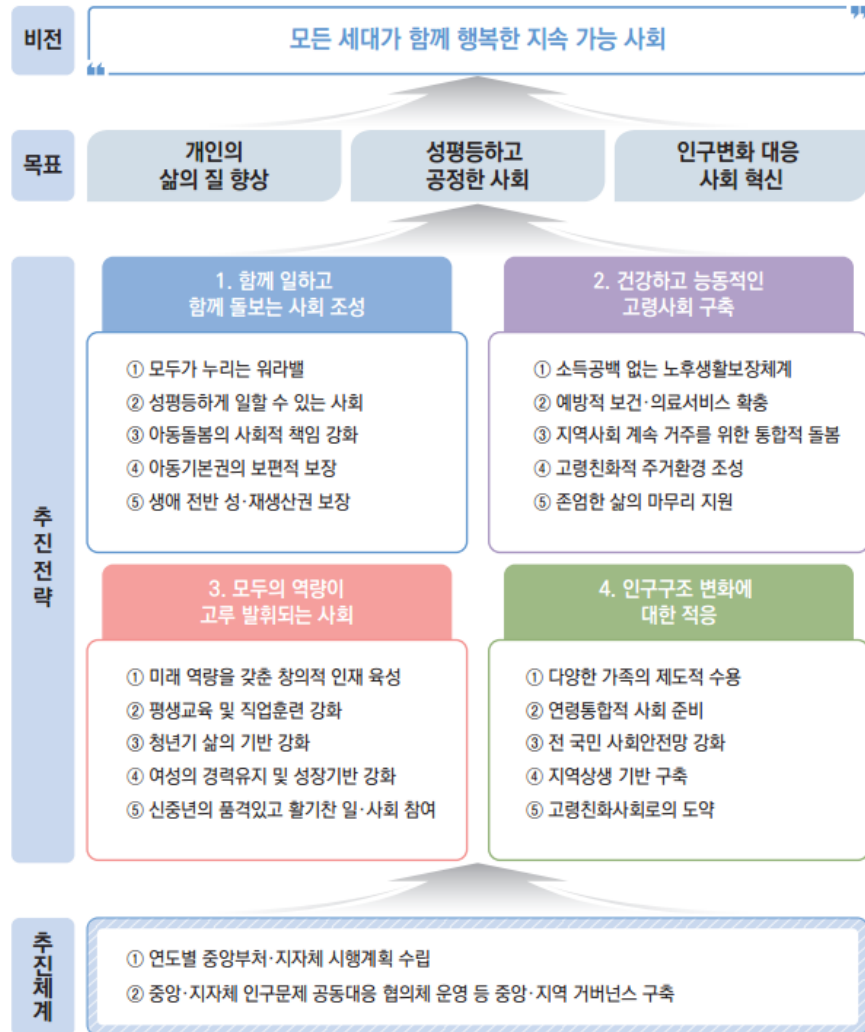 비전
❝ 모든 세대가 함께 행복한 지속 가능 사회 ❞
목표
개인의
삶의 질 향상
성평등하고
공정한 사회
인구변화 대응
사회 혁신
추진전략
1. 함께 일하고
함께 돌보는 사회 조성
① 모두가 누리는 워라밸
② 성평등하게 일할 수 있는 사회
③ 아동돌봄의 사회적 책임 강화
④ 아동기본권의 보편적 보장
⑤ 생애 전반 성·재생산권 보장
2. 건강하고 능동적인
고령사회 구축
① 소득공백 없는 노후생활보장체계
② 예방적 보건·의료서비스 확충
③ 지역사회 계속 거주를 위한 통합적 돌봄
④ 고령친화적 주거환경 조성
⑤ 존엄한 삶의 마무리 지원
3. 모두의 역량이
고루 발휘되는 사회
① 미래 역량을 갖춘 창의적 인재 육성
② 평생교육 및 직업훈련 강화
③ 청년기 삶의 기반 강화
④ 여성의 경력유지 및 성장기반 강화
⑤ 신중년의 품격있고 활기찬 일·사회 참여
4. 인구구조 변화에
대한 적응
① 다양한 가족의 제도적 수용
② 연령통합적 사회 준비
③ 전 국민 사회안전망 강화
④ 지역상생 기반 구축
⑤ 고령친화사회로의 도약
추진체계
① 연도별 중앙부처·지자체 시행계획 수립
② 중앙·지자체 인구문제 공동대응 협의체 운영 등 중앙·지역 거버넌스 구축